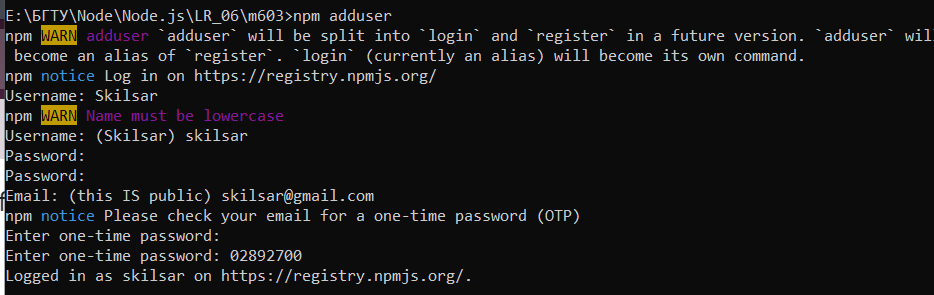 E:\БГТУ\Node\Node.js\LR_06\m603>npm adduser
npm WARN adduser `adduser` will be split into `login` and `register` in a future version. `adduser` wil
 become an alias of `register`. `login` (currently an alias) will become its own command.
npm notice Log in on https://registry.npmjs.org/
Username: Skilsar
npm WARN Name must be lowercase
Username: (Skilsar) skilsar
Password:
Password:
Email: (this IS public) skilsar@gmail.com
npm notice Please check your email for a one-time password (OTP)
Enter one-time password:
Enter one-time password: 02892700
Logged in as skilsar on https://registry.npmjs.org/.